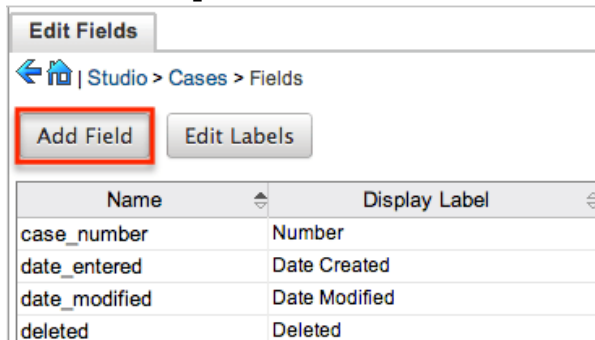 Edit Fields
| Studio > Cases > Fields
Add Field Edit Labels
Name Display Label
case_number Number
date_entered Date Created
date_modified Date Modified
deleted Deleted